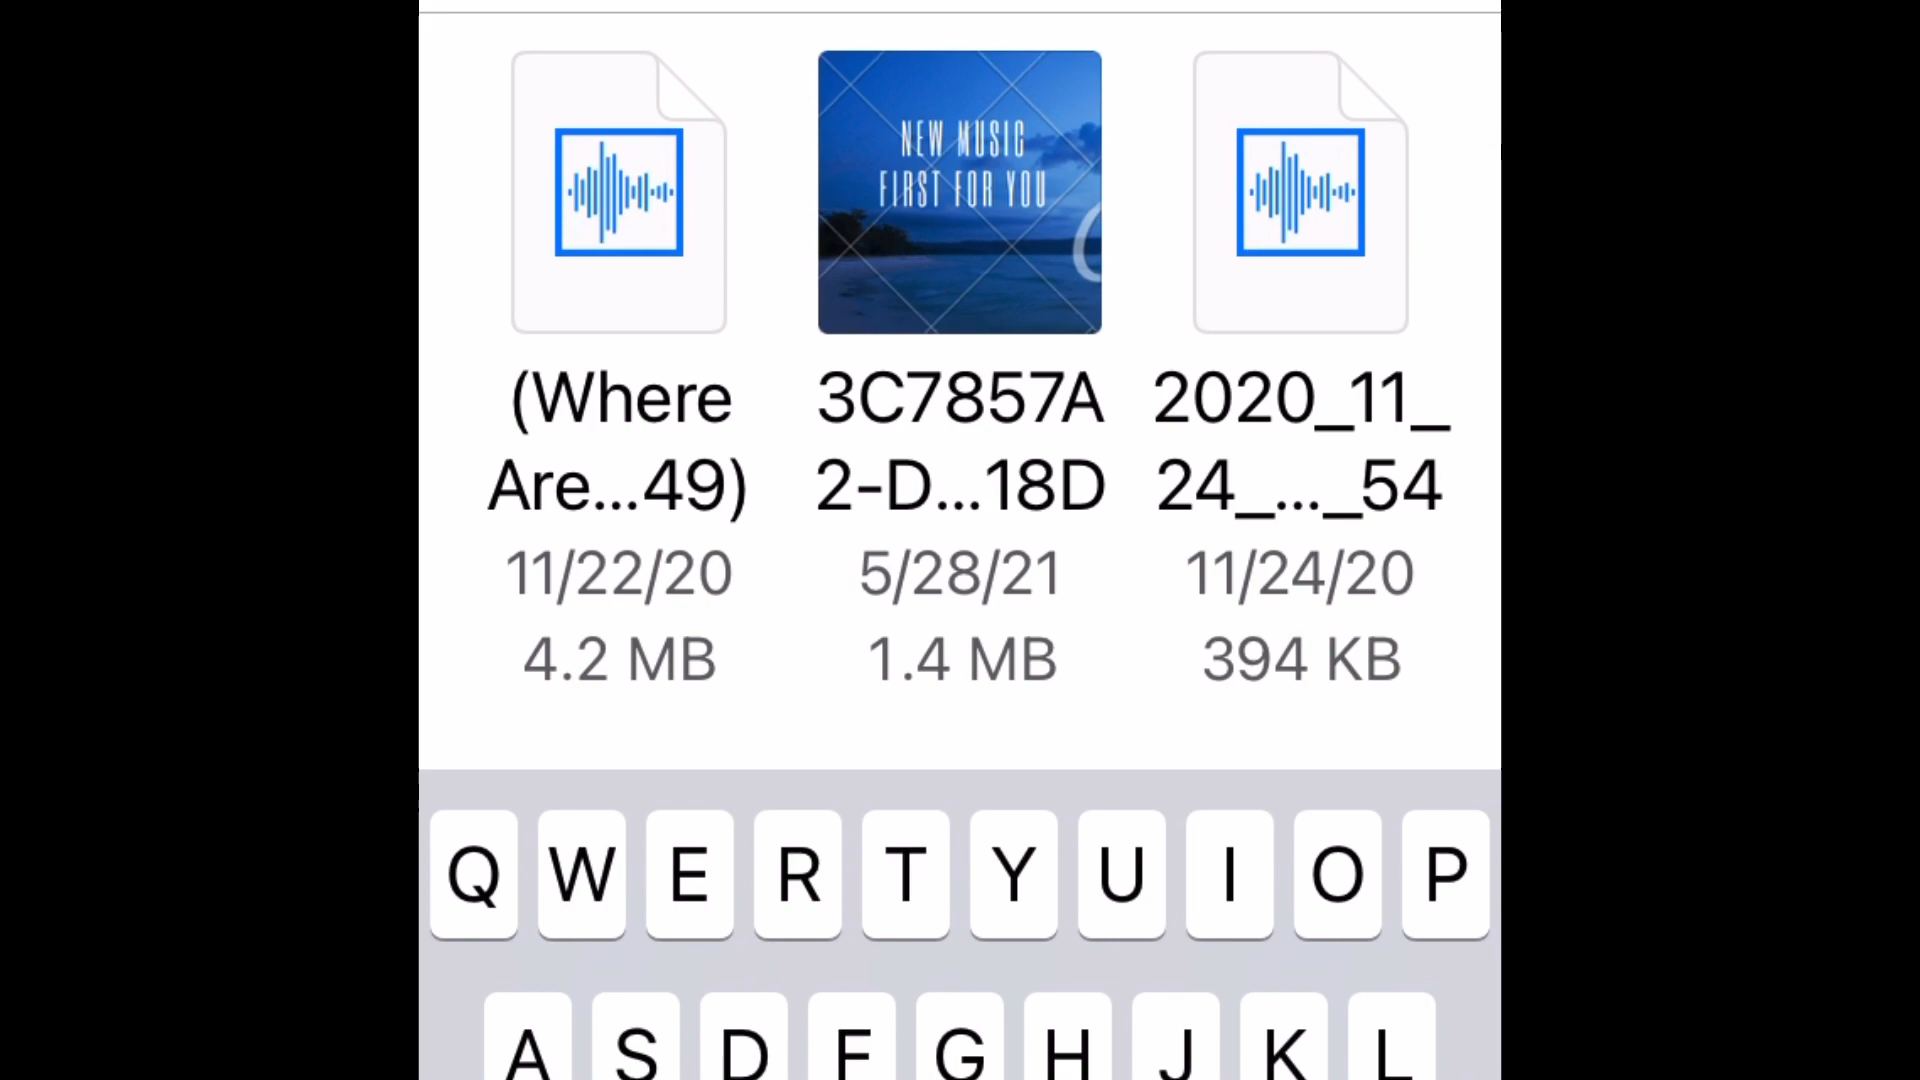 NEW MUSIC
FIRST FOR YOU
(Where
Are...49)
11/22/20
4.2 MB
3C7857A
2-D...18D
5/28/21
1.4 MB
2020_11_
24_..._54
11/24/20
394 KB
Q W E R T Y U I O P
A S D F G H J K L